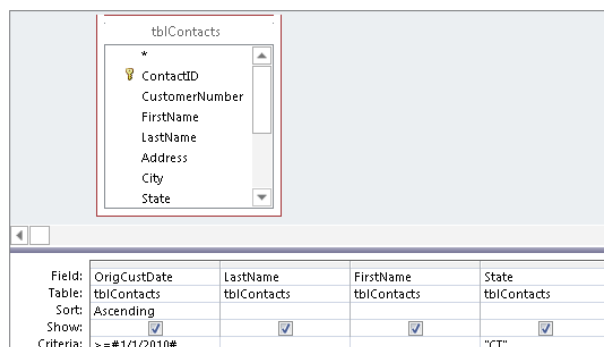 tblContacts
*
ContactID
CustomerNumber
FirstName
LastName
Address
City
State
Field: OrigCustDate LastName FirstName State
Table: tblContacts tblContacts tblContacts tblContacts
Sort: Ascending
Show:
Criteria: >=#1/1/2010# "CT"